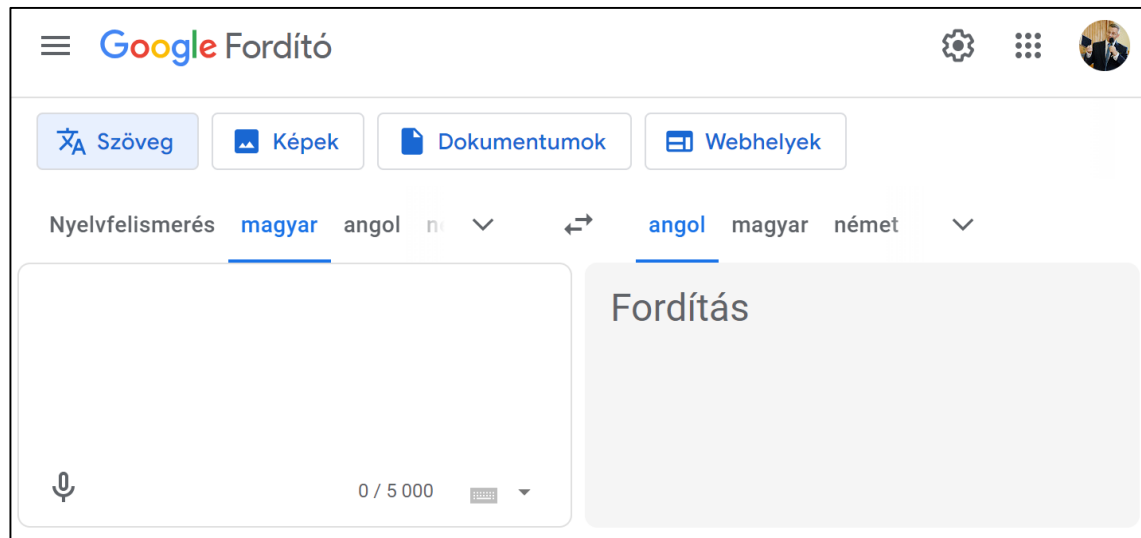 Google Fordító
Szöveg Képek Dokumentumok Webhelyek
Nyelvfelismerés magyar angol angol magyar német
Fordítás
0 / 5 000